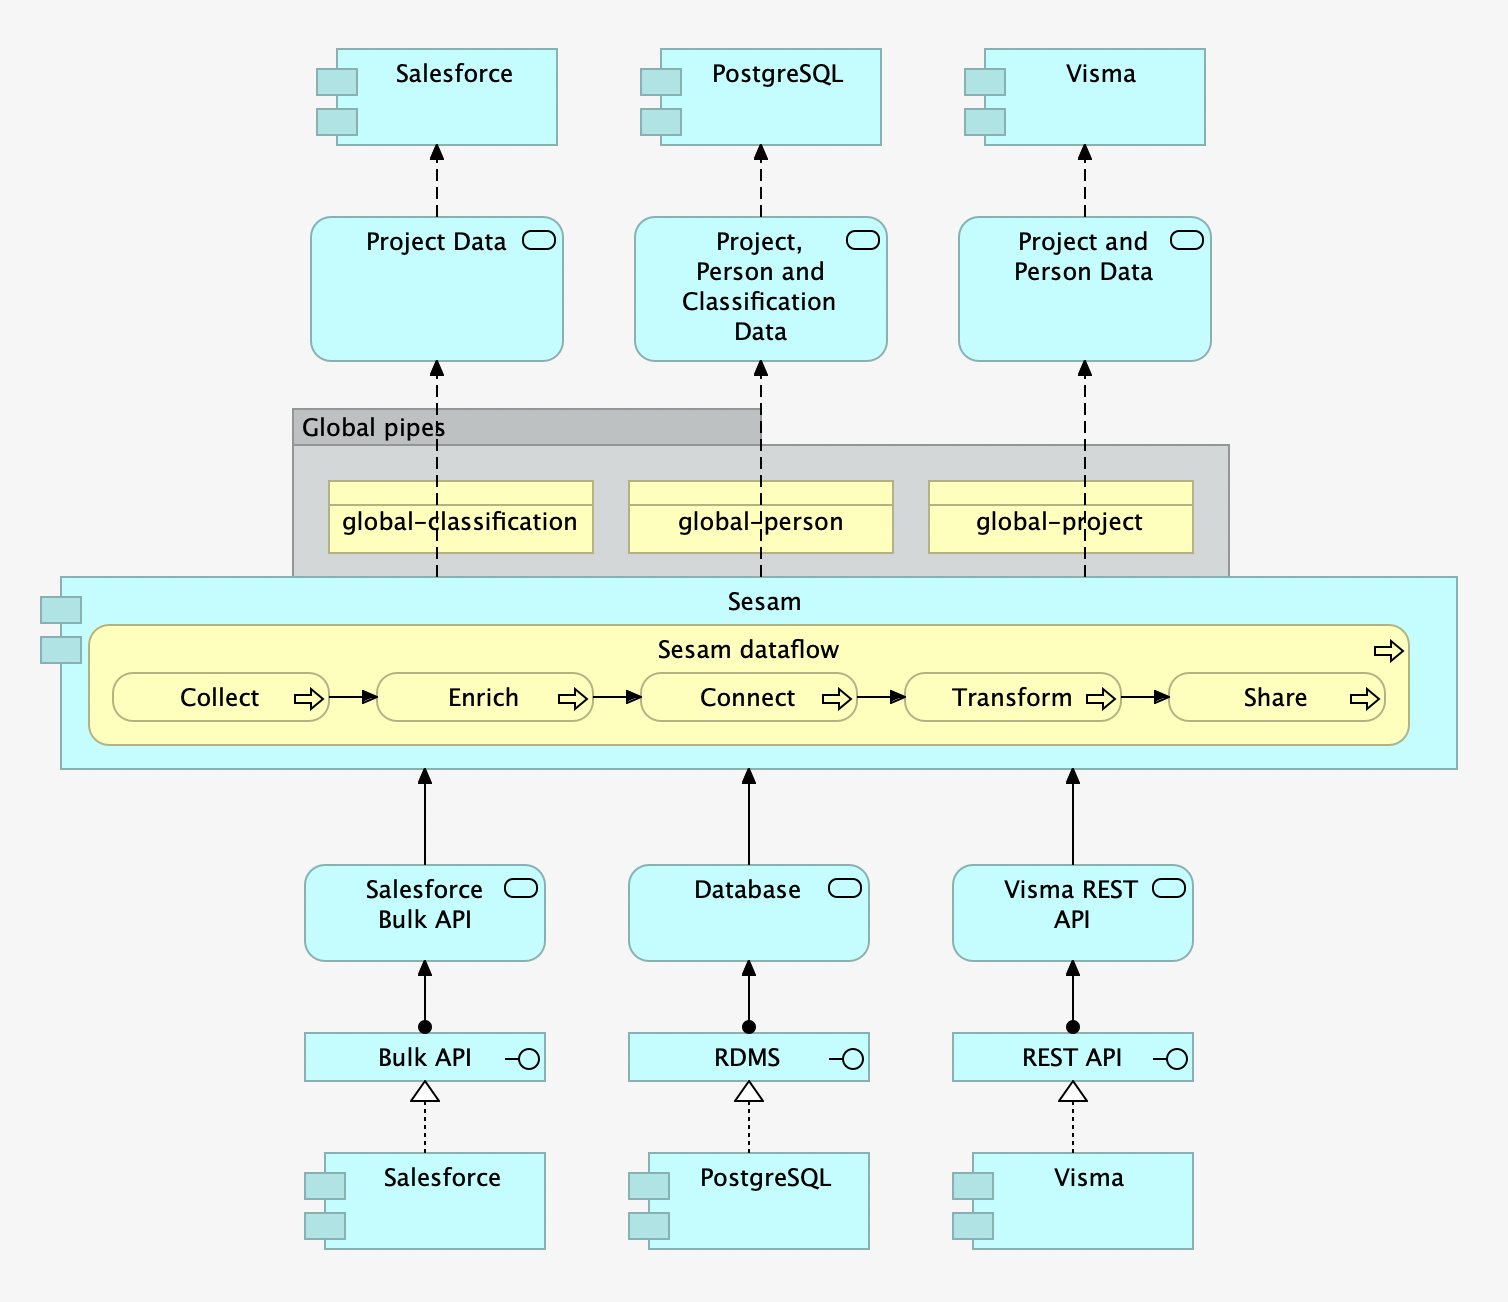 Salesforce
PostgreSQL
Visma
Project Data
Project,
Person and
Classification
Data
Project and
Person Data
Global pipes
global-classification
global-person
global-project
Sesam
Sesam dataflow
Collect
Enrich
Connect
Transform
Share
Salesforce
Bulk API
Database
Visma REST
API
Bulk API
RDMS
REST API
Salesforce
PostgreSQL
Visma